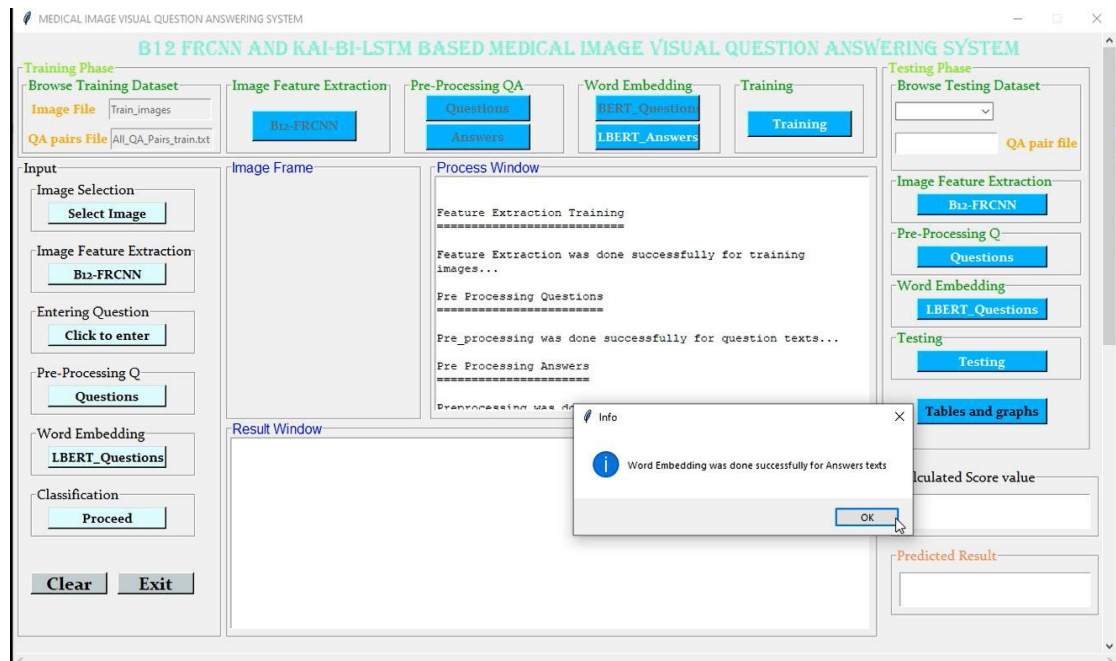 MEDICAL IMAGE VISUAL QUESTION ANSWERING SYSTEM
B12 FRCNN AND KAI-BI-LSTM BASED MEDICAL IMAGE VISUAL QUESTION ANSWERING SYSTEM
Training Phase
Browse Training Dataset
Image File Train_images
QA pairs File All_QA_Pairs_train.txt
Image Feature Extraction
B12-FRCNN
Pre-Processing QA
Questions
Answers
Word Embedding
BERT_Question
LBERT_Answers
Training
Training
Testing Phase
Browse Testing Dataset
QA pair file
Image Feature Extraction
B12-FRCNN
Pre-Processing Q
Questions
Word Embedding
LBERT_Questions
Testing
Testing
Tables and graphs
Input
Image Selection
Select Image
Image Feature Extraction
B12-FRCNN
Entering Question
Click to enter
Pre-Processing Q
Questions
Word Embedding
LBERT_Questions
Classification
Proceed
Clear Exit
Image Frame
Process Window
Feature Extraction Training
===========================
Feature Extraction was done successfully for training
images...
Pre Processing Questions
========================
Pre_processing was done successfully for question texts...
Pre Processing Answers
======================
Preprocessing was do
Result Window
Info
Word Embedding was done successfully for Answers texts
OK
lculated Score value
Predicted Result